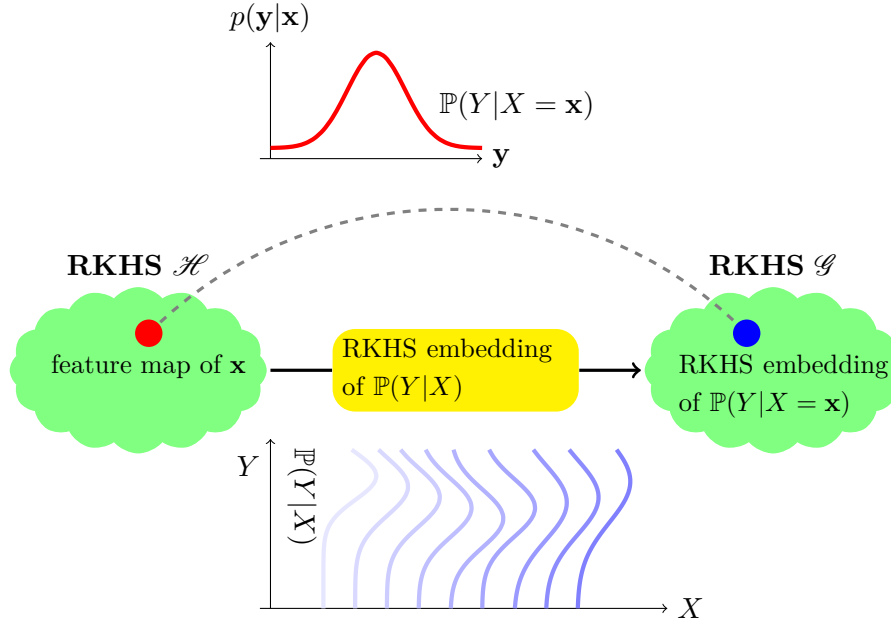 p(𝐲|𝐱)
ℙ(Y|X = 𝐱)
𝐲
RKHS ℋ
RKHS 𝒢
feature map of 𝐱
RKHS embedding
of ℙ(Y|X)
RKHS embedding
of ℙ(Y|X = 𝐱)
Y
ℙ(Y|X)
X